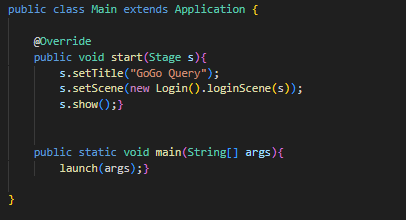 public class Main extends Application {
@Override
public void start(Stage s){
s.setTitle("GoGo Query");
s.setScene(new Login().loginScene(s));
s.show();}
public static void main(String[] args){
launch(args);}
}